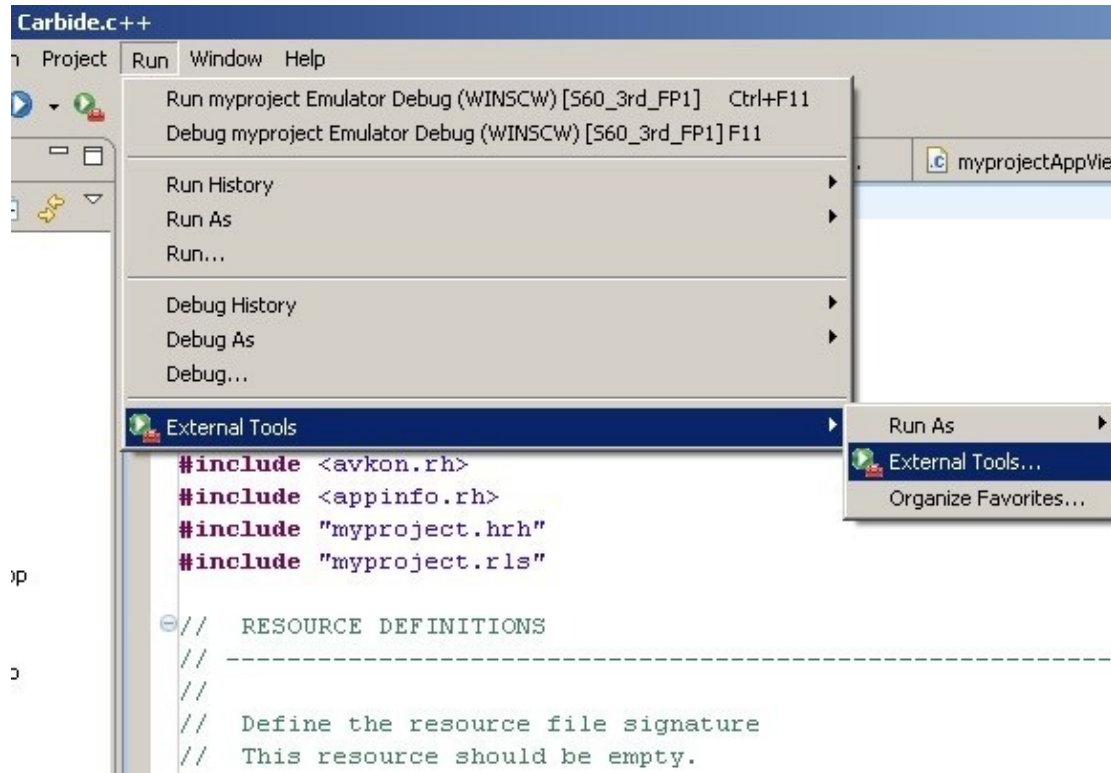 Carbide.c++
Project Run Window Help
Run myproject Emulator Debug (WINSCW) [S60_3rd_FP1] Ctrl+F11
Debug myproject Emulator Debug (WINSCW) [S60_3rd_FP1] F11
myprojectAppVie
Run History
Run As
Run...
Debug History
Debug As
Debug...
External Tools
Run As
External Tools...
Organize Favorites...
#include <avkon.rh>
#include <appinfo.rh>
#include "myproject.hrh"
#include "myproject.rls"
// RESOURCE DEFINITIONS
// ---------------------------------------------------------
//
// Define the resource file signature
// This resource should be empty.